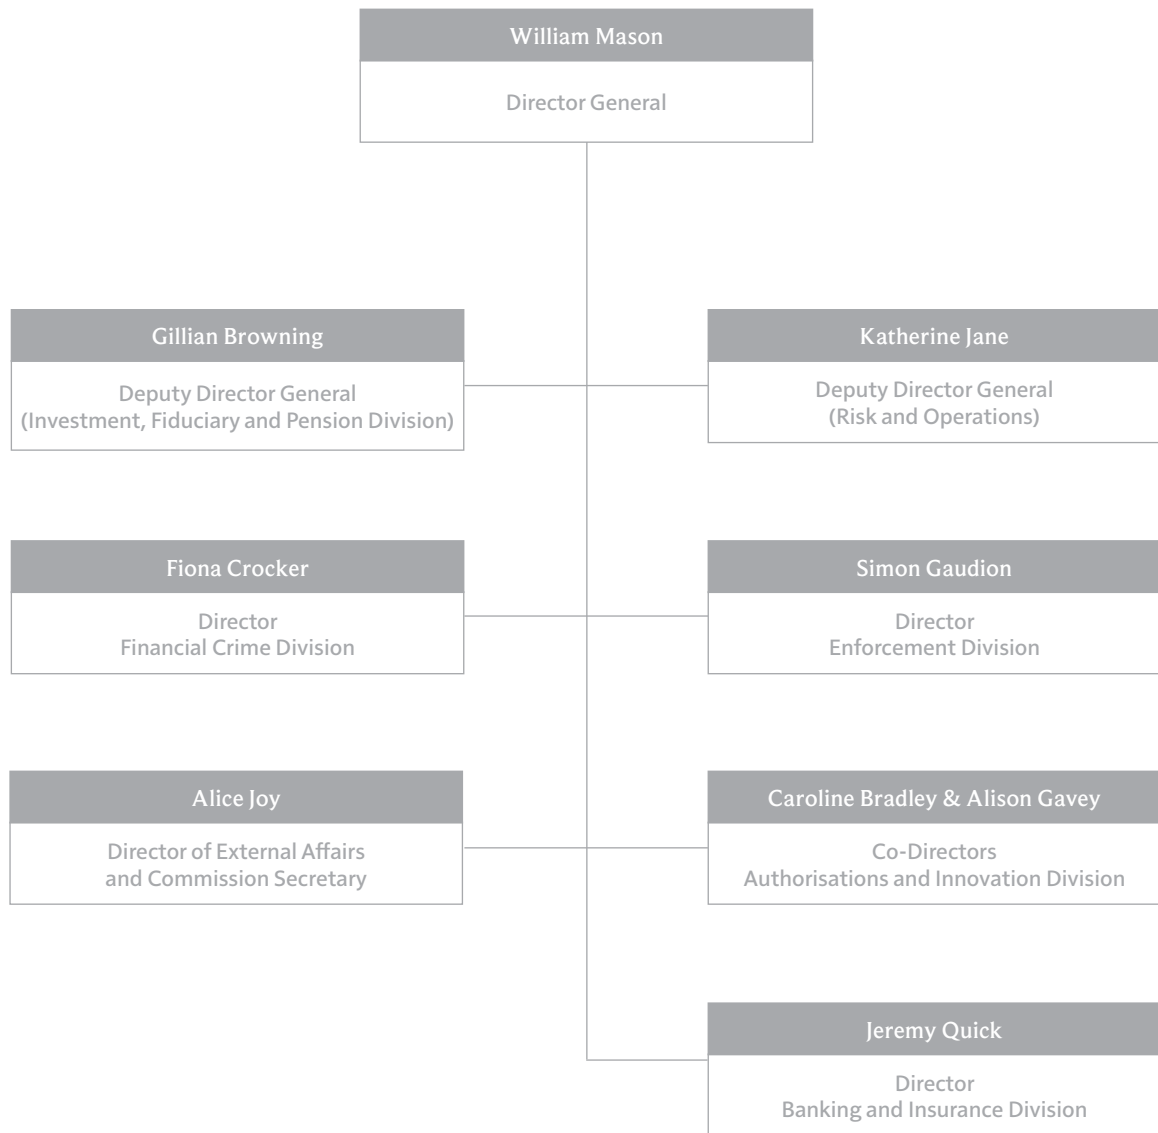 William Mason
Director General
Gillian Browning
Deputy Director General
(Investment, Fiduciary and Pension Division)
Katherine Jane
Deputy Director General
(Risk and Operations)
Fiona Crocker
Director
Financial Crime Division
Simon Gaudion
Director
Enforcement Division
Alice Joy
Director of External Affairs
and Commission Secretary
Caroline Bradley & Alison Gavey
Co-Directors
Authorisations and Innovation Division
Jeremy Quick
Director
Banking and Insurance Division